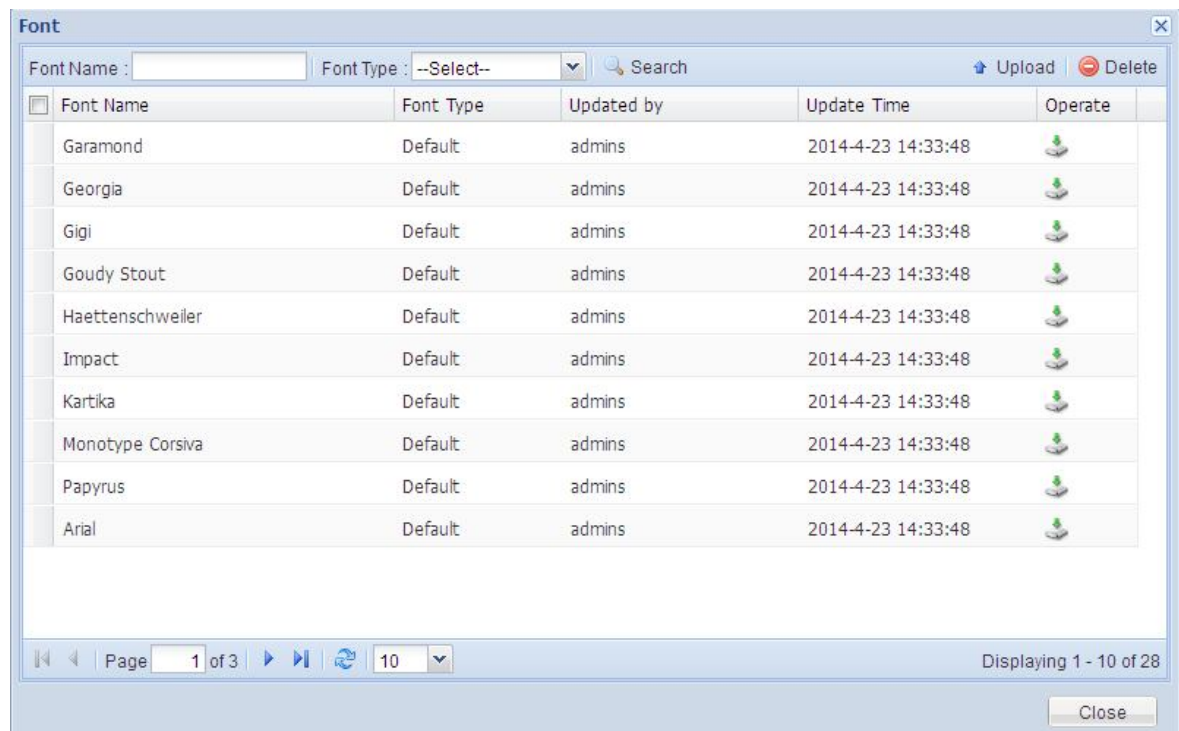 Font
Font Name : Font Type : --Select-- Search Upload Delete
Font Name Font Type Updated by Update Time Operate
Garamond Default admins 2014-4-23 14:33:48
Georgia Default admins 2014-4-23 14:33:48
Gigi Default admins 2014-4-23 14:33:48
Goudy Stout Default admins 2014-4-23 14:33:48
Haettenschweiler Default admins 2014-4-23 14:33:48
Impact Default admins 2014-4-23 14:33:48
Kartika Default admins 2014-4-23 14:33:48
Monotype Corsiva Default admins 2014-4-23 14:33:48
Papyrus Default admins 2014-4-23 14:33:48
Arial Default admins 2014-4-23 14:33:48
Page 1 of 3 10 Displaying 1 - 10 of 28
Close